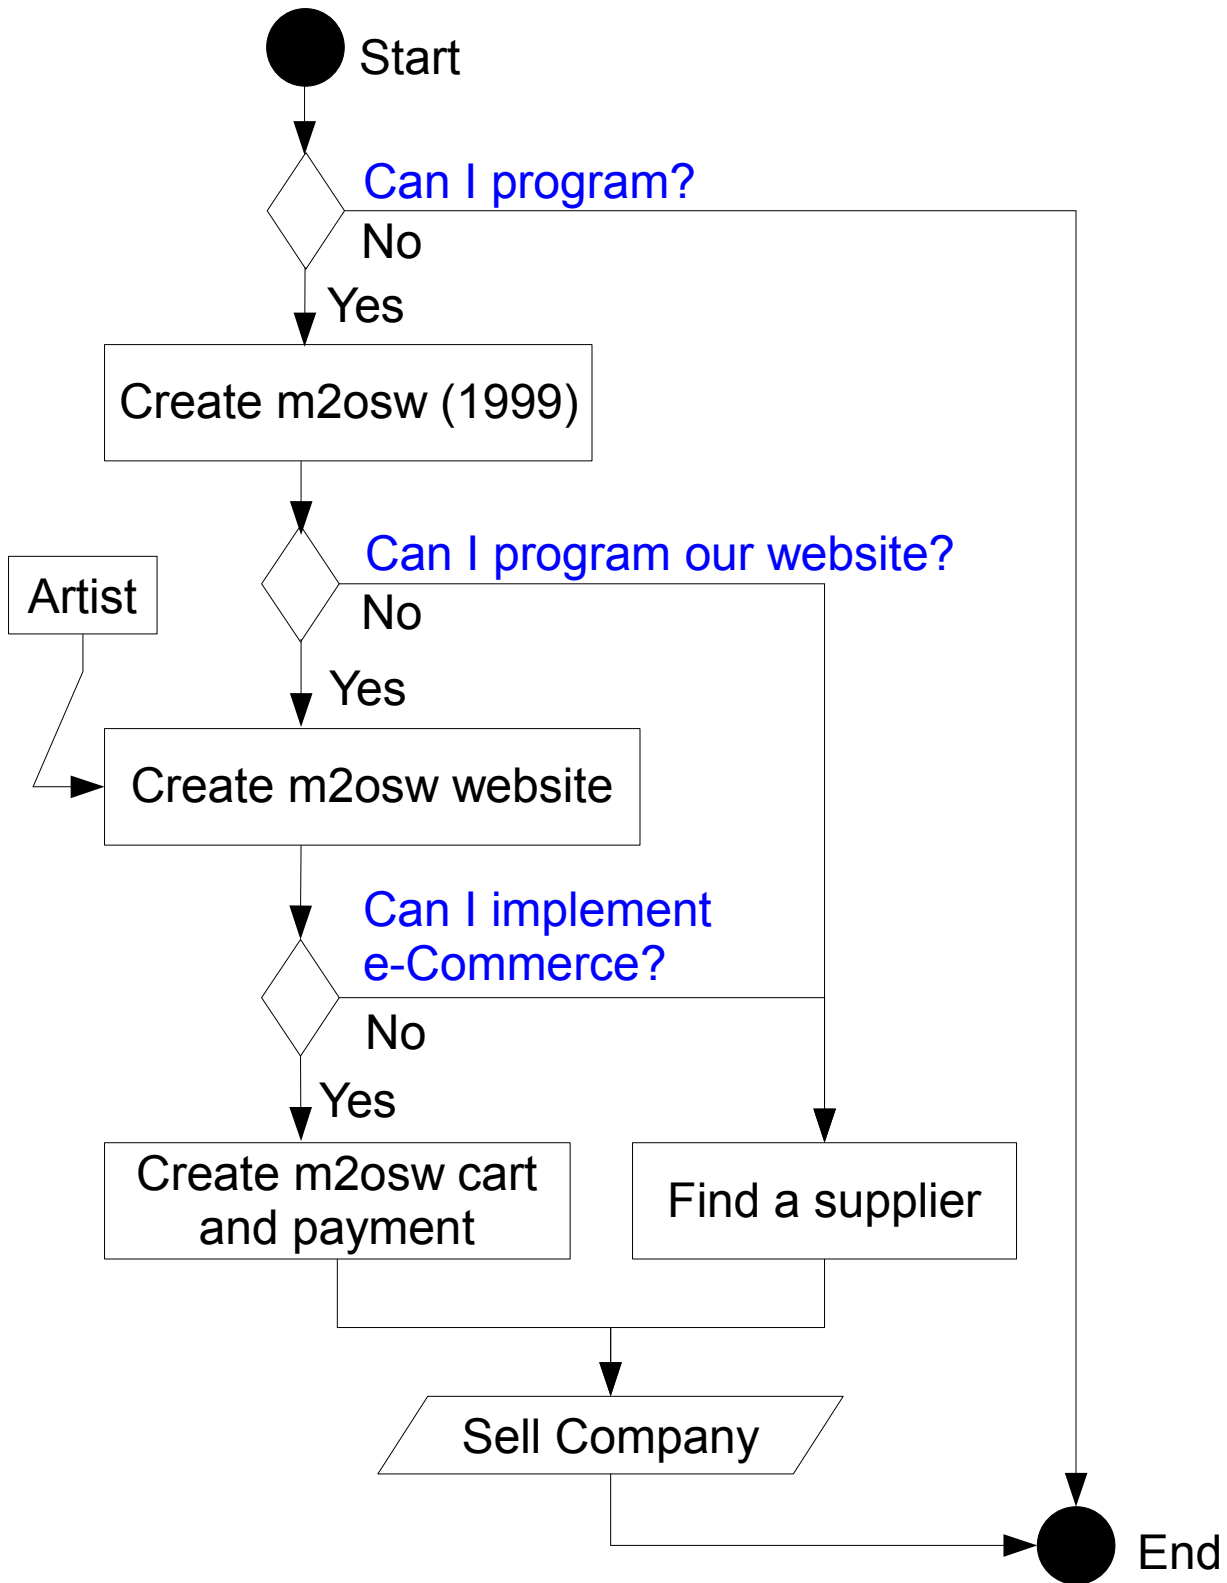 Start
Can I program?
No
Yes
Create m2osw (1999)
Can I program our website?
No
Artist
Yes
Create m2osw website
Can I implement
e-Commerce?
No
Yes
Create m2osw cart
and payment
Find a supplier
Sell Company
End